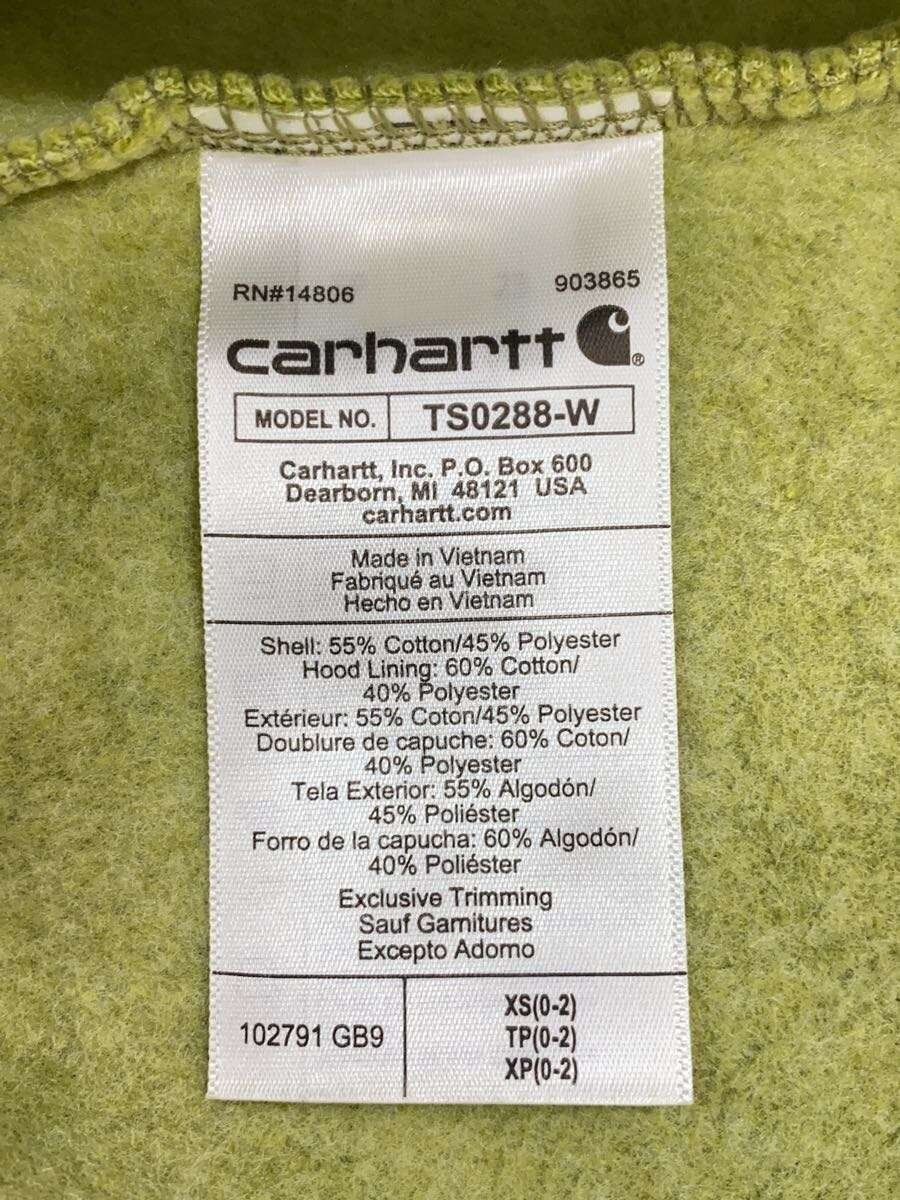 RN#14806 903865
carhartt ®
MODEL NO. TS0288-W
Carhartt, Inc. P.O. Box 600
Dearborn, MI 48121 USA
carhartt.com
Made in Vietnam
Fabriqué au Vietnam
Hecho en Vietnam
Shell: 55% Cotton/45% Polyester
Hood Lining: 60% Cotton/
40% Polyester
Extérieur: 55% Coton/45% Polyester
Doublure de capuche: 60% Coton/
40% Polyester
Tela Exterior: 55% Algodón/
45% Poliéster
Forro de la capucha: 60% Algodón/
40% Poliéster
Exclusive Trimming
Sauf Garnitures
Excepto Adorno
102791 GB9
XS(0-2)
TP(0-2)
XP(0-2)